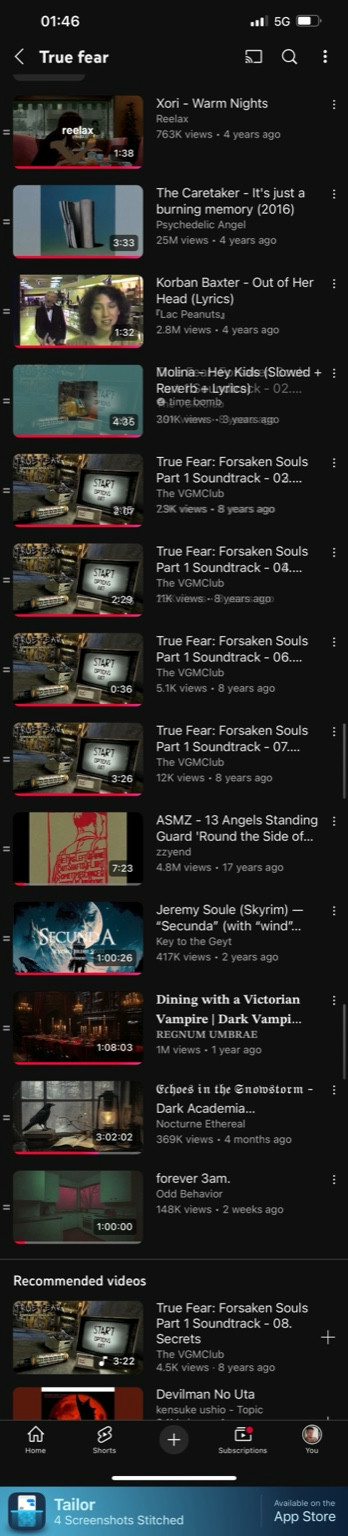 01:46
5G
True fear
reelax
1:38
Xori - Warm Nights
Reelax
763K views • 4 years ago
3:33
The Caretaker - It's just a
burning memory (2016)
Psychedelic Angel
25M views • 4 years ago
1:32
Korban Baxter - Out of Her
Head (Lyrics)
『Lac Peanuts』
2.8M views • 4 years ago
Molina - Hey Kids (Slowed +
Reverb + Lyrics)
time bomb
views
years ago
True Fear: Forsaken Souls
Part 1 Soundtrack -
The VGMClub
views • 8 years ago
2:29
True Fear: Forsaken Souls
Part 1 Soundtrack - 04....
The VGMClub
11K views • 8 years ago
0:36
True Fear: Forsaken Souls
Part 1 Soundtrack - 06....
The VGMClub
5.1K views • 8 years ago
3:26
True Fear: Forsaken Souls
Part 1 Soundtrack - 07....
The VGMClub
12K views • 8 years ago
7:23
ASMZ - 13 Angels Standing
Guard 'Round the Side of...
zzyend
4.8M views • 17 years ago
SECUNDA
1:00:26
Jeremy Soule (Skyrim) —
“Secunda” (with “wind”...
Key to the Geyt
417K views • 2 years ago
1:08:03
𝐃𝐢𝐧𝐢𝐧𝐠 𝐰𝐢𝐭𝐡 𝐚 𝐕𝐢𝐜𝐭𝐨𝐫𝐢𝐚𝐧
𝐕𝐚𝐦𝐩𝐢𝐫𝐞 | 𝐃𝐚𝐫𝐤 𝐕𝐚𝐦𝐩𝐢...
𝐑𝐄𝐆𝐍𝐔𝐌 𝐔𝐌𝐁𝐑𝐀𝐄
1M views • 1 year ago
3:02:02
𝕰𝖈𝖍𝖔𝖊𝖘 𝖎𝖓 𝖙𝖍𝖊 𝕾𝖓𝖔𝖜𝖘𝖙𝖔𝖗𝖒 -
Dark Academia...
Nocturne Ethereal
369K views • 4 months ago
1:00:00
forever 3am.
Odd Behavior
148K views • 2 weeks ago
Recommended videos
START
3:22
True Fear: Forsaken Souls
Part 1 Soundtrack - 08.
Secrets
The VGMClub
4.5K views · 8 years ago
Devilman No Uta
kensuke ushio - Topic
Home
Shorts
Subscriptions
You
Tailor
4 Screenshots Stitched
Available on the
App Store